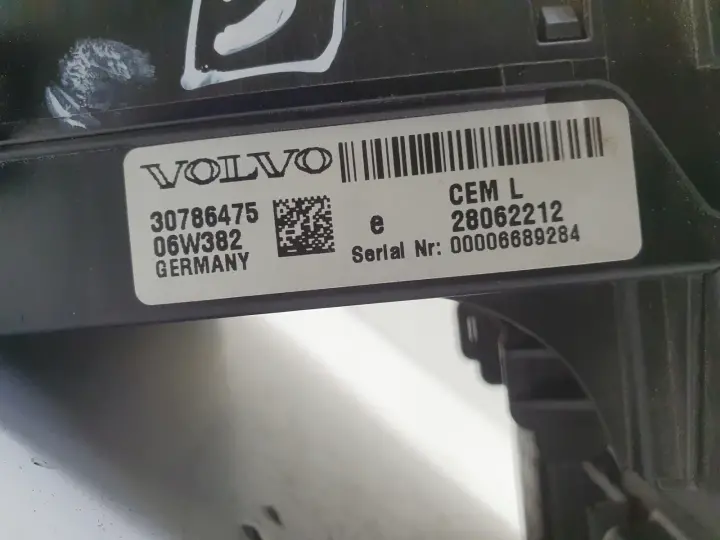 VOLVO
30786475
06W382
GERMANY
e
CEM L
28062212
Serial Nr: 00006689284